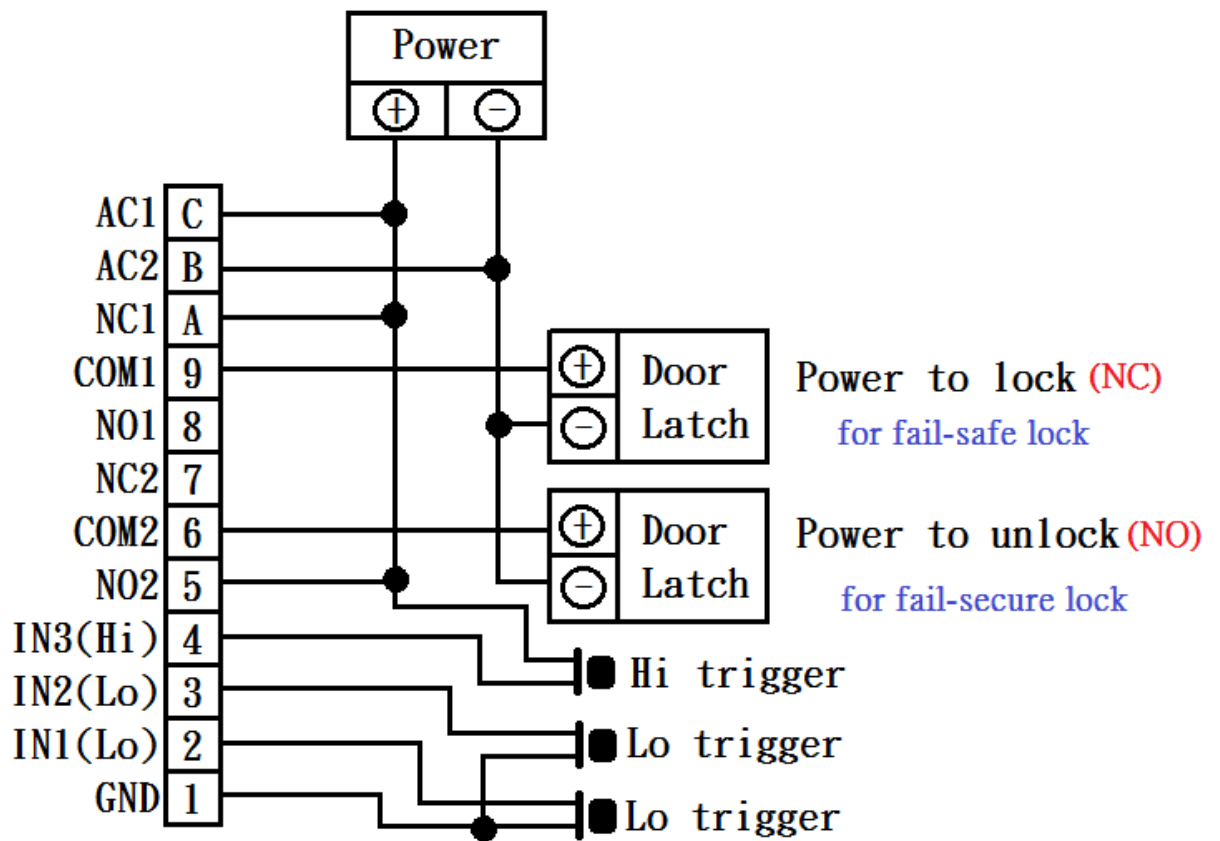 Power
+ -
AC1 C
AC2 B
NC1 A
COM1 9
NO1 8
NC2 7
COM2 6
NO2 5
IN3(Hi) 4
IN2(Lo) 3
IN1(Lo) 2
GND 1
+ Door
- Latch
Power to lock (NC)
for fail-safe lock
+ Door
- Latch
Power to unlock (NO)
for fail-secure lock
Hi trigger
Lo trigger
Lo trigger